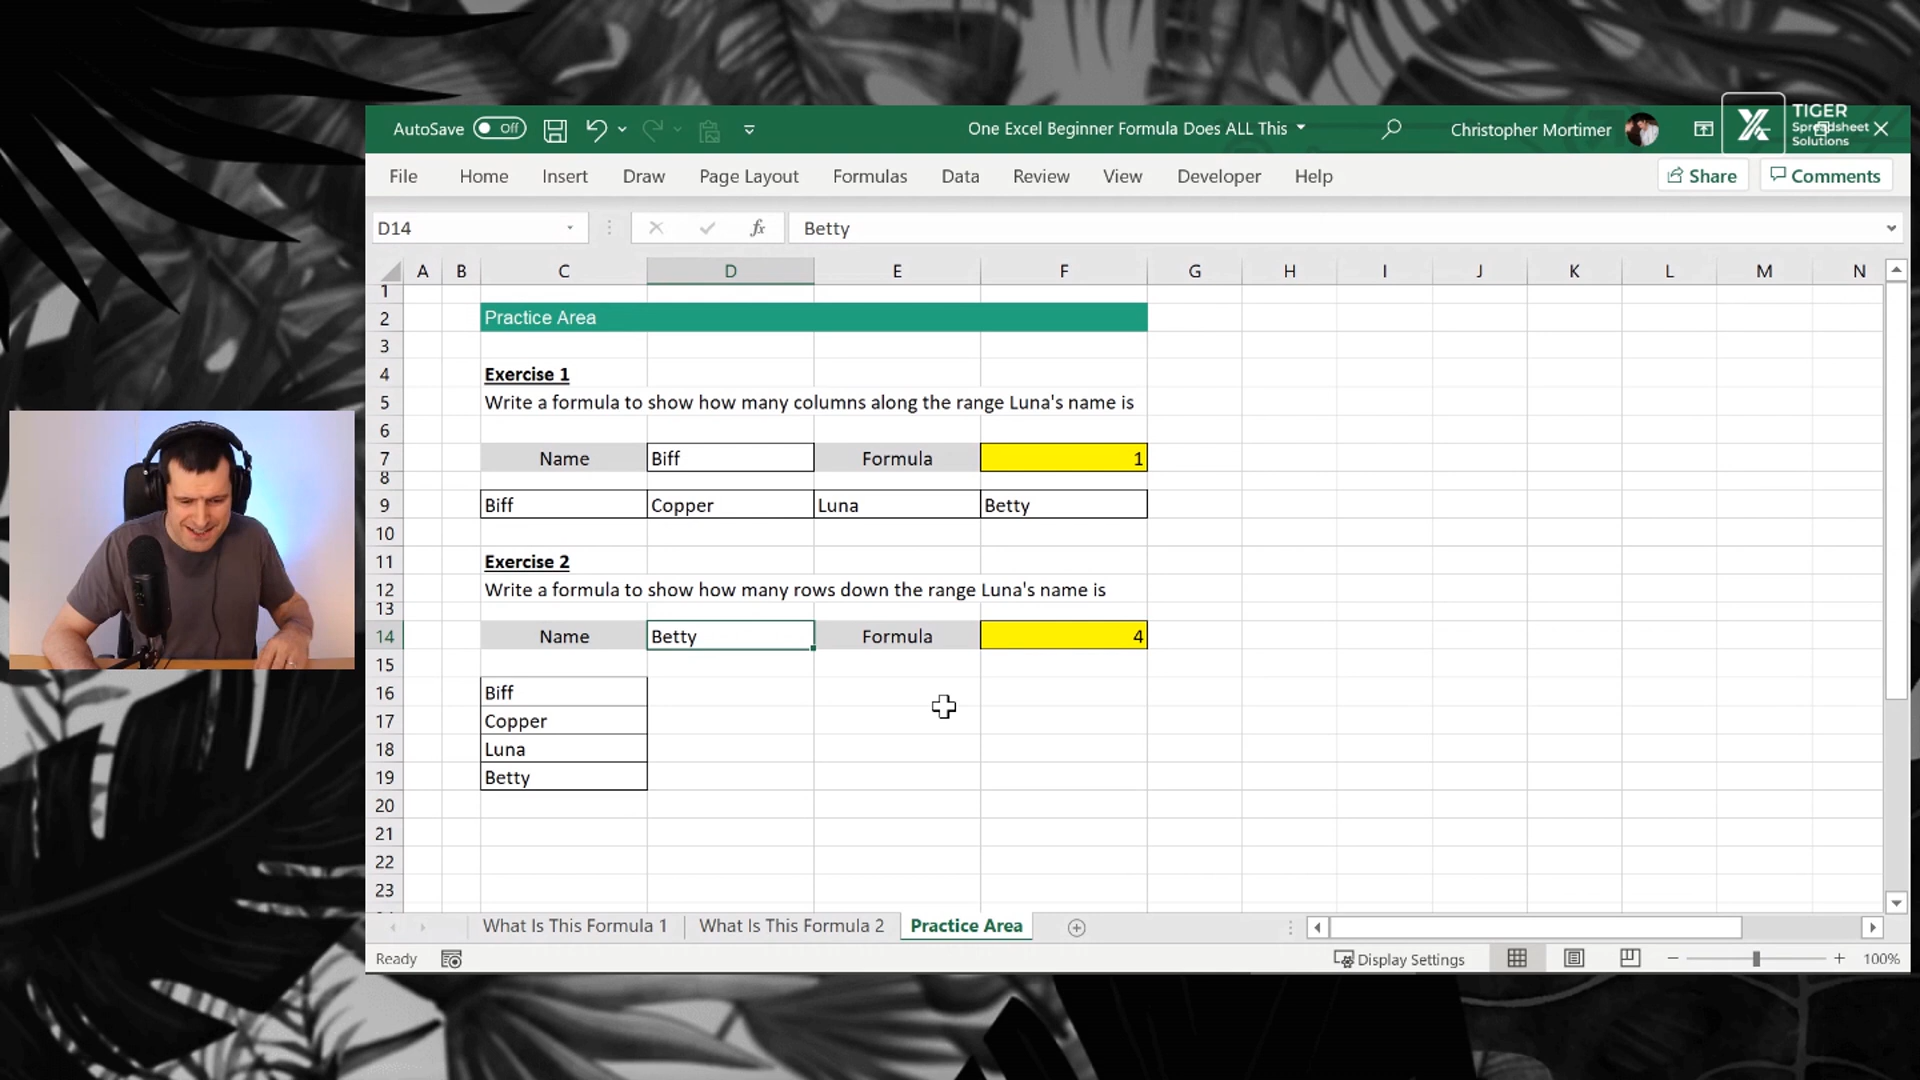 AutoSave Off One Excel Beginner Formula Does ALL This Christopher Mortimer
TIGER
Spreadsheet
Solutions
File Home Insert Draw Page Layout Formulas Data Review View Developer Help Share Comments
D14 fx Betty
A B C D E F G H I J K L M N
1
2 Practice Area
3
4 Exercise 1
5 Write a formula to show how many columns along the range Luna's name is
6
7 Name Biff Formula 1
8
9 Biff Copper Luna Betty
10
11 Exercise 2
12 Write a formula to show how many rows down the range Luna's name is
13
14 Name Betty Formula 4
15
16 Biff
17 Copper
18 Luna
19 Betty
20
21
22
23
What Is This Formula 1 What Is This Formula 2 Practice Area
Ready Display Settings 100%